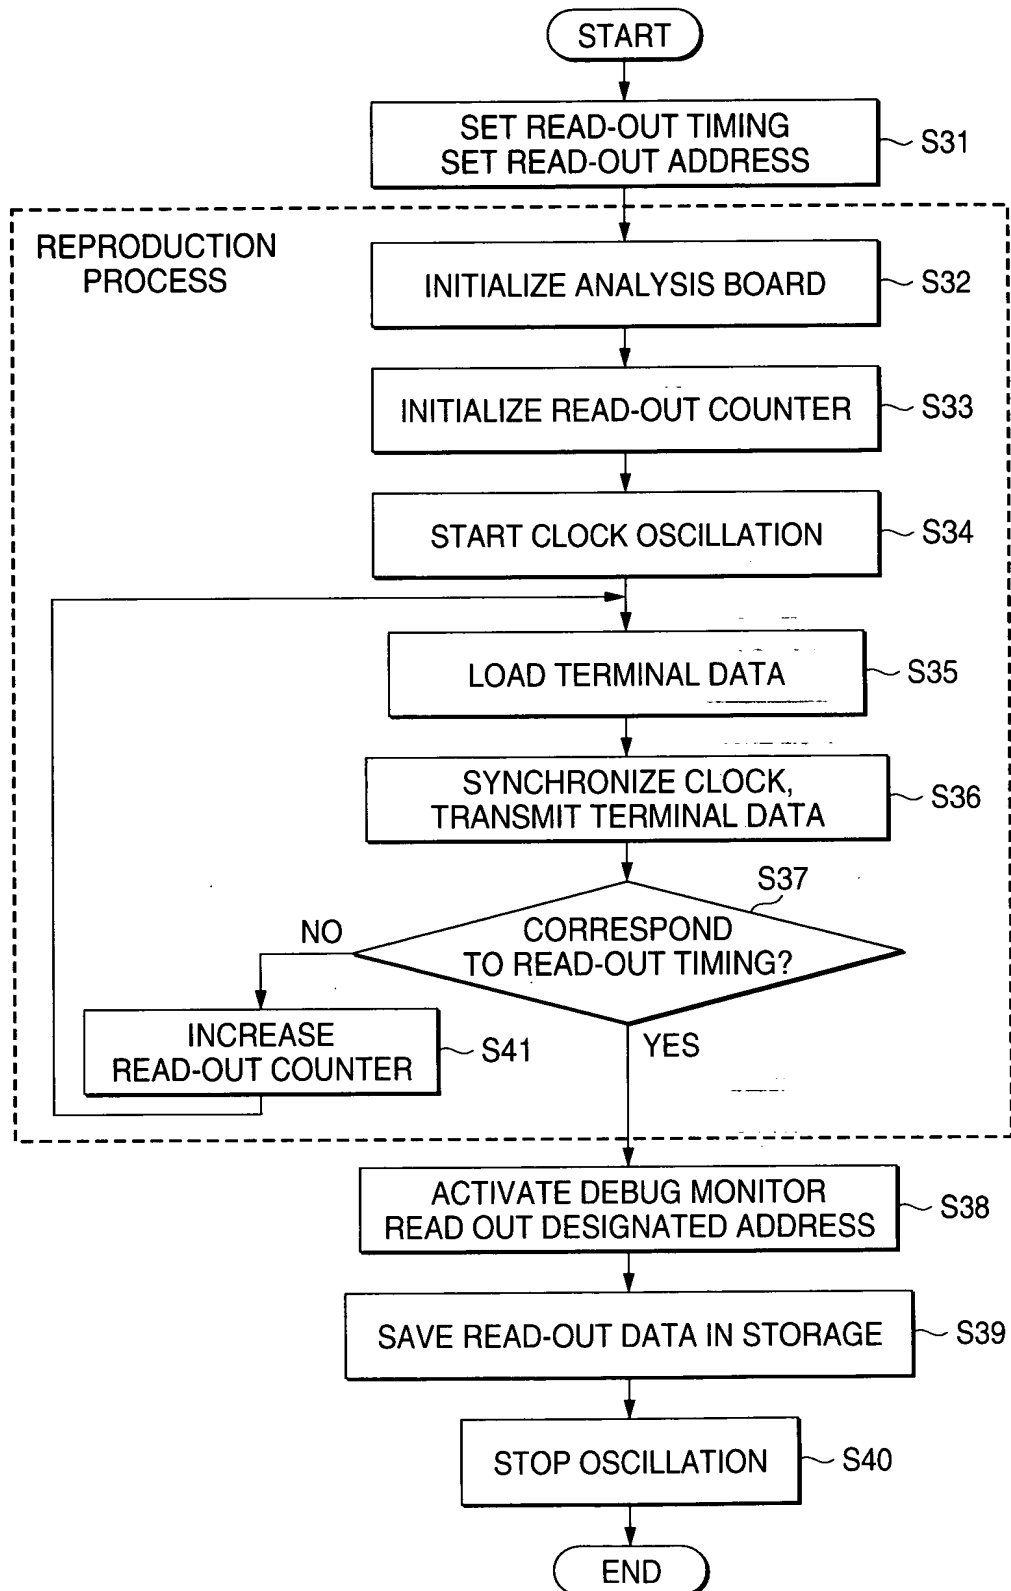 START
SET READ-OUT TIMING
SET READ-OUT ADDRESS
S31
REPRODUCTION
PROCESS
INITIALIZE ANALYSIS BOARD
S32
INITIALIZE READ-OUT COUNTER
S33
START CLOCK OSCILLATION
S34
LOAD TERMINAL DATA
S35
SYNCHRONIZE CLOCK,
TRANSMIT TERMINAL DATA
S36
S37
CORRESPOND
TO READ-OUT TIMING?
NO
INCREASE
READ-OUT COUNTER
S41
YES
ACTIVATE DEBUG MONITOR
READ OUT DESIGNATED ADDRESS
S38
SAVE READ-OUT DATA IN STORAGE
S39
STOP OSCILLATION
S40
END